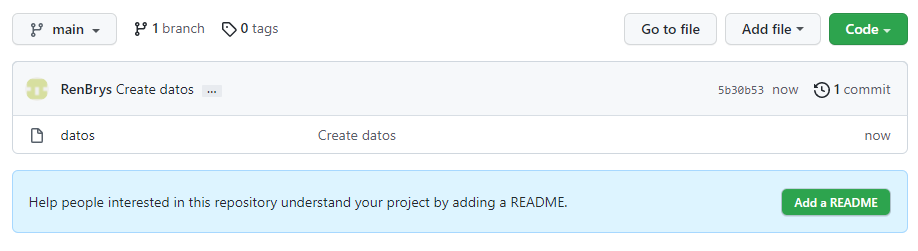 main 1 branch 0 tags Go to file Add file Code
RenBrys Create datos ... 5b30b53 now 1 commit
datos Create datos now
Help people interested in this repository understand your project by adding a README. Add a README